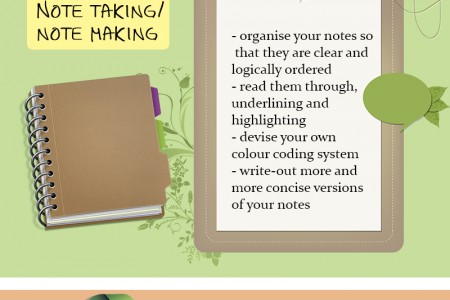 NOTE TAKING/
NOTE MAKING
- organise your notes so
that they are clear and
logically ordered
- read them through,
underlining and
highlighting
- devise your own
colour coding system
- write-out more and
more concise versions
of your notes